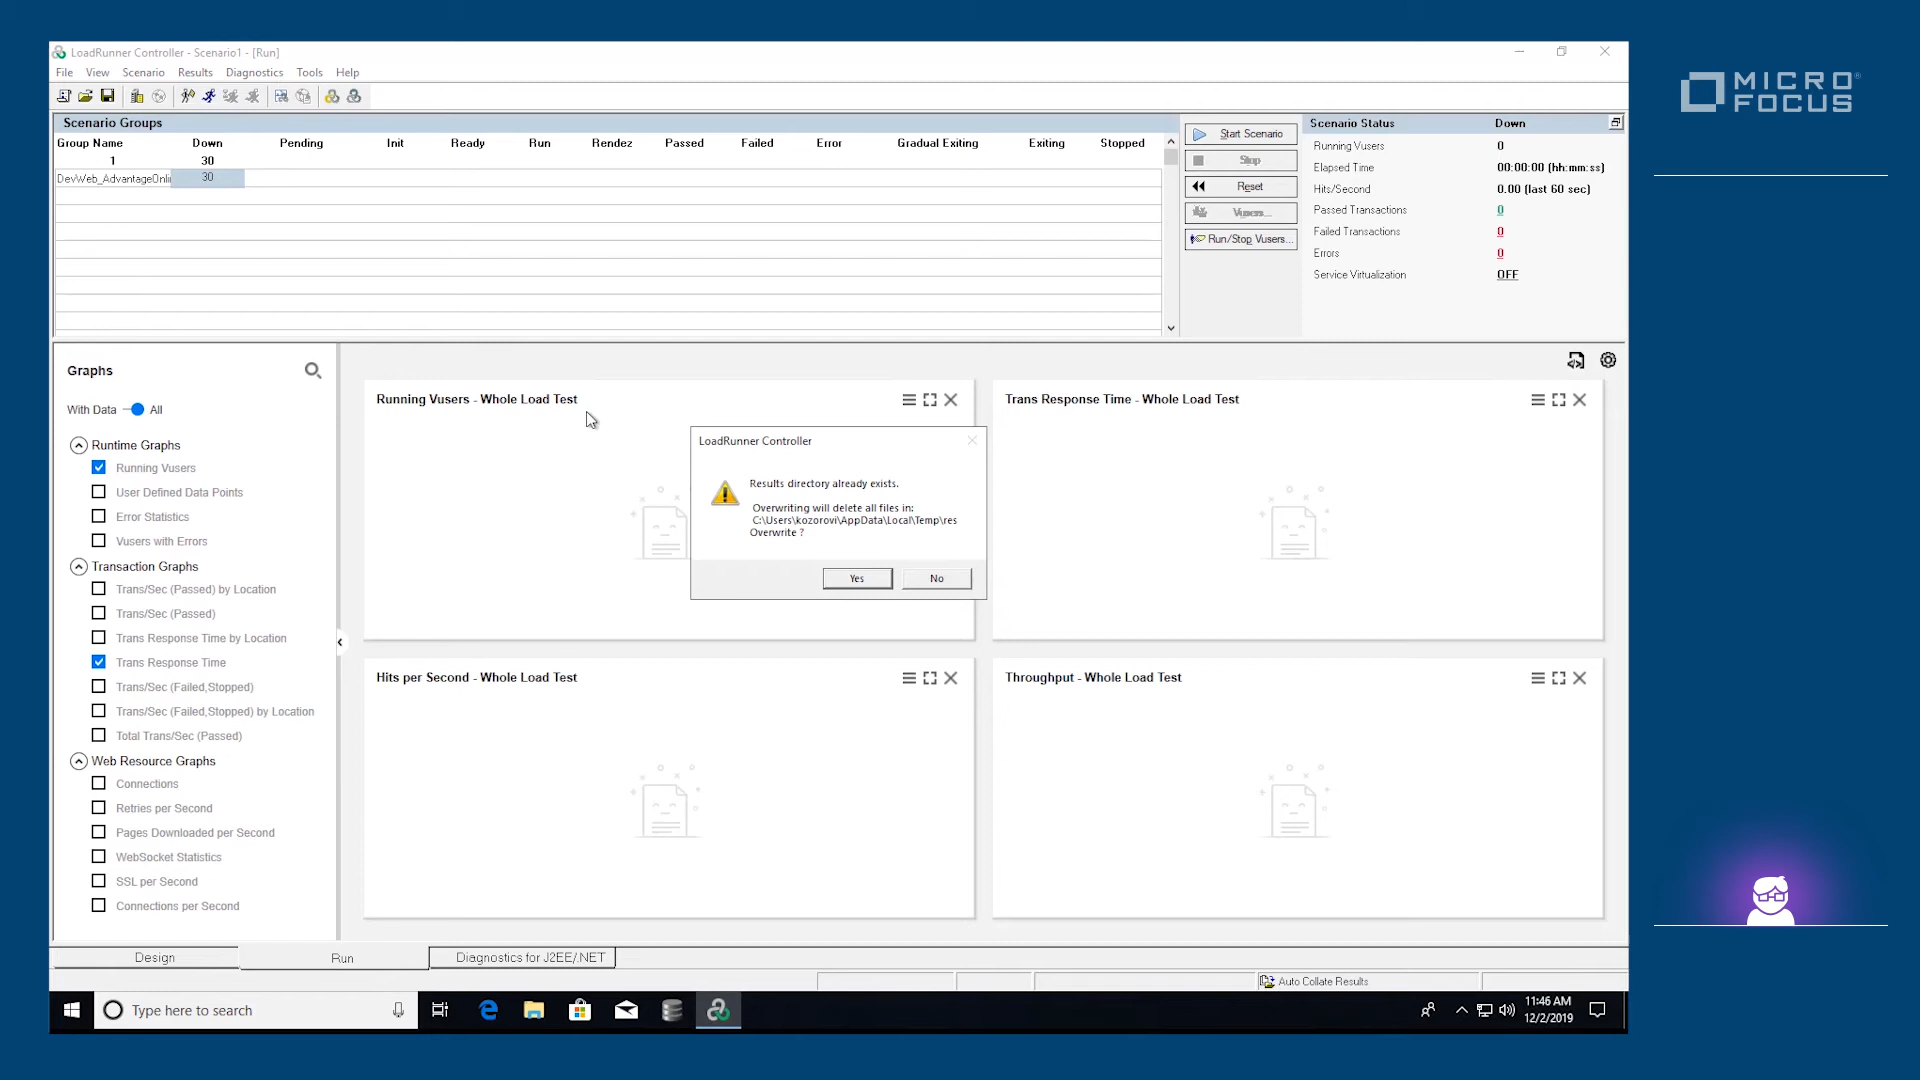 LoadRunner Controller - Scenario1 - [Run]
File View Scenario Results Diagnostics Tools Help
MICRO FOCUS
Scenario Groups
Group Name Down Pending Init Ready Run Rendez Passed Failed Error Gradual Exiting Exiting Stopped
1 30
DevWeb_AdvantageOnli 30
Start Scenario
Stop
Reset
Vusers...
Run/Stop Vusers...
Scenario Status Down
Running Vusers 0
Elapsed Time 00:00:00 (hh:mm:ss)
Hits/Second 0.00 (last 60 sec)
Passed Transactions 0
Failed Transactions 0
Errors 0
Service Virtualization OFF
Graphs
With Data All
Runtime Graphs
Running Vusers
User Defined Data Points
Error Statistics
Vusers with Errors
Transaction Graphs
Trans/Sec (Passed) by Location
Trans/Sec (Passed)
Trans Response Time by Location
Trans Response Time
Trans/Sec (Failed,Stopped)
Trans/Sec (Failed,Stopped) by Location
Total Trans/Sec (Passed)
Web Resource Graphs
Connections
Retries per Second
Pages Downloaded per Second
WebSocket Statistics
SSL per Second
Connections per Second
Running Vusers - Whole Load Test
Trans Response Time - Whole Load Test
LoadRunner Controller
Results directory already exists.
Overwriting will delete all files in:
C:\Users\kozorovi\AppData\Local\Temp\res
Overwrite ?
Yes No
Hits per Second - Whole Load Test
Throughput - Whole Load Test
Design Run Diagnostics for J2EE/.NET
Auto Collate Results
Type here to search
11:46 AM
12/2/2019